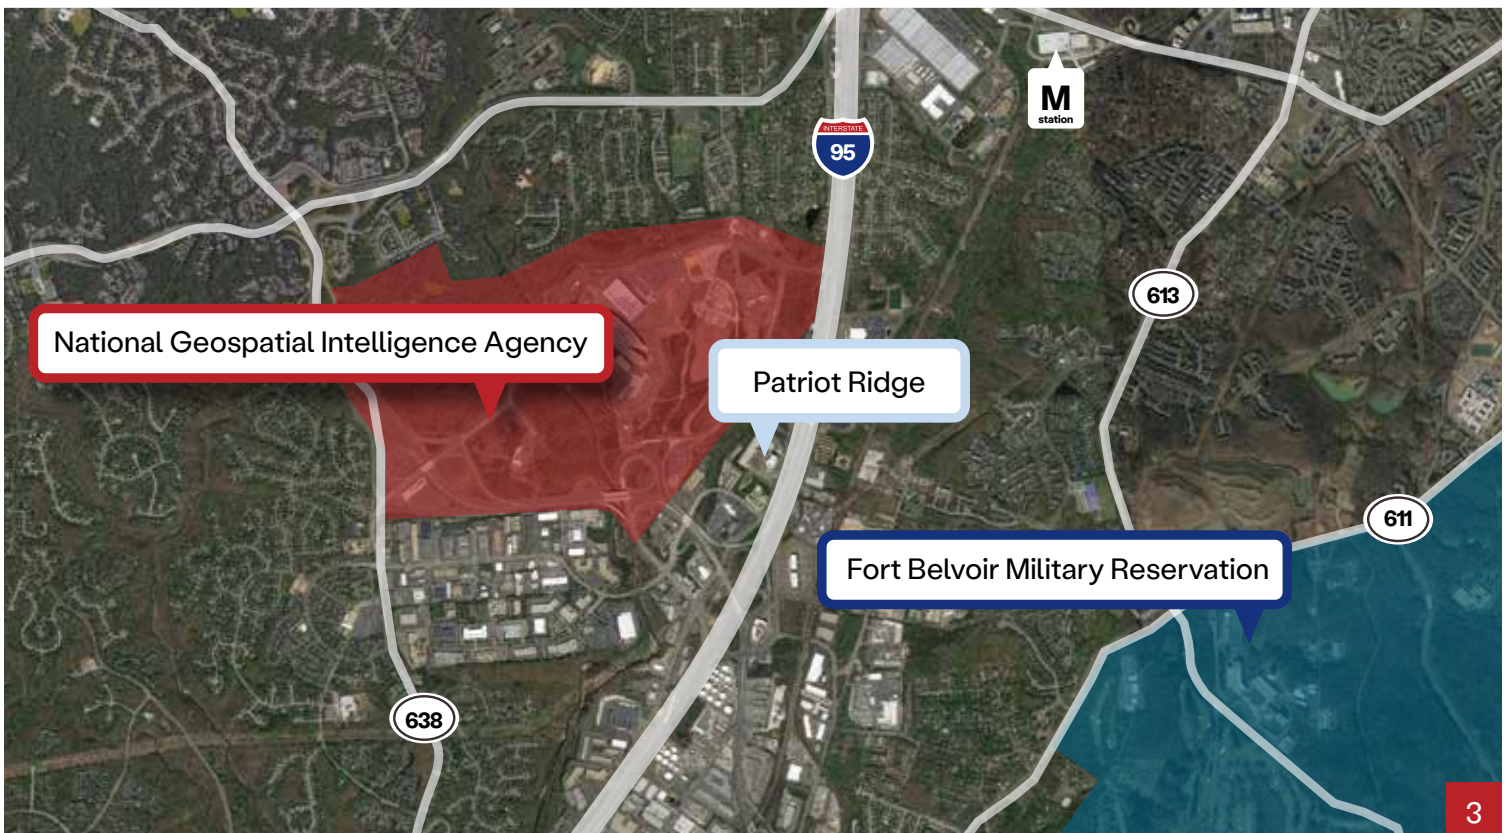 M
station
INTERSTATE
95
613
National Geospatial Intelligence Agency
Patriot Ridge
611
Fort Belvoir Military Reservation
638
3